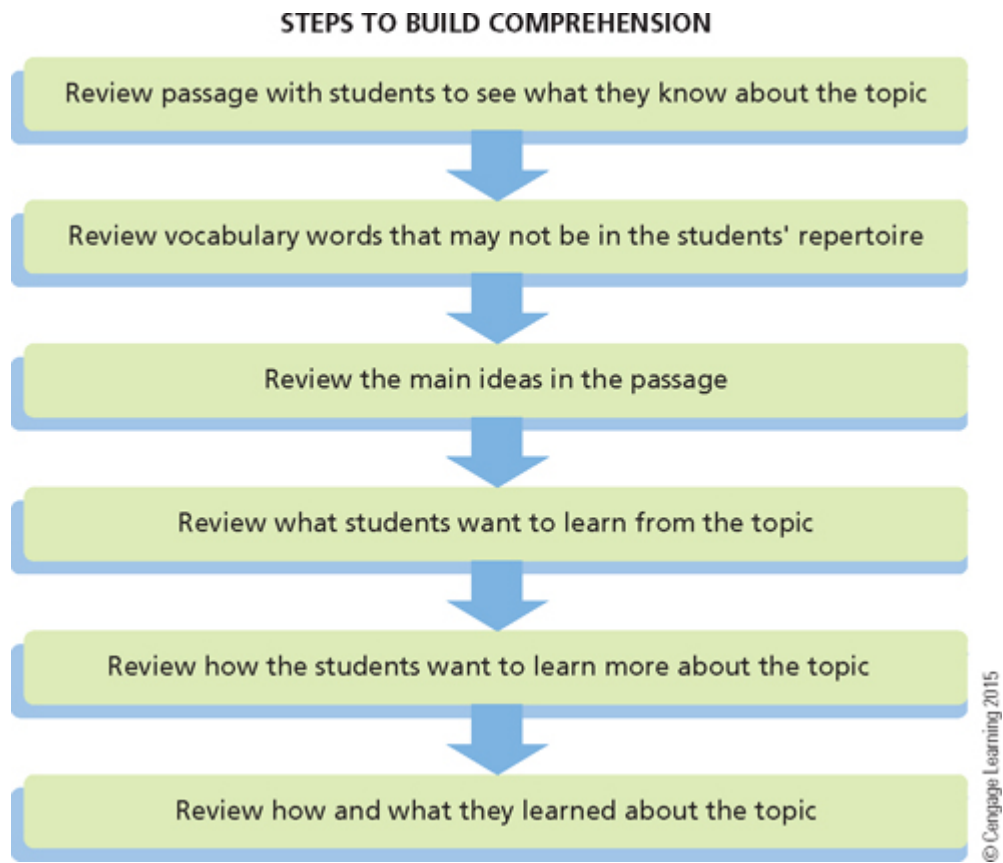 STEPS TO BUILD COMPREHENSION
Review passage with students to see what they know about the topic
Review vocabulary words that may not be in the students' repertoire
Review the main ideas in the passage
Review what students want to learn from the topic
Review how the students want to learn more about the topic
Review how and what they learned about the topic
© Cengage Learning 2015